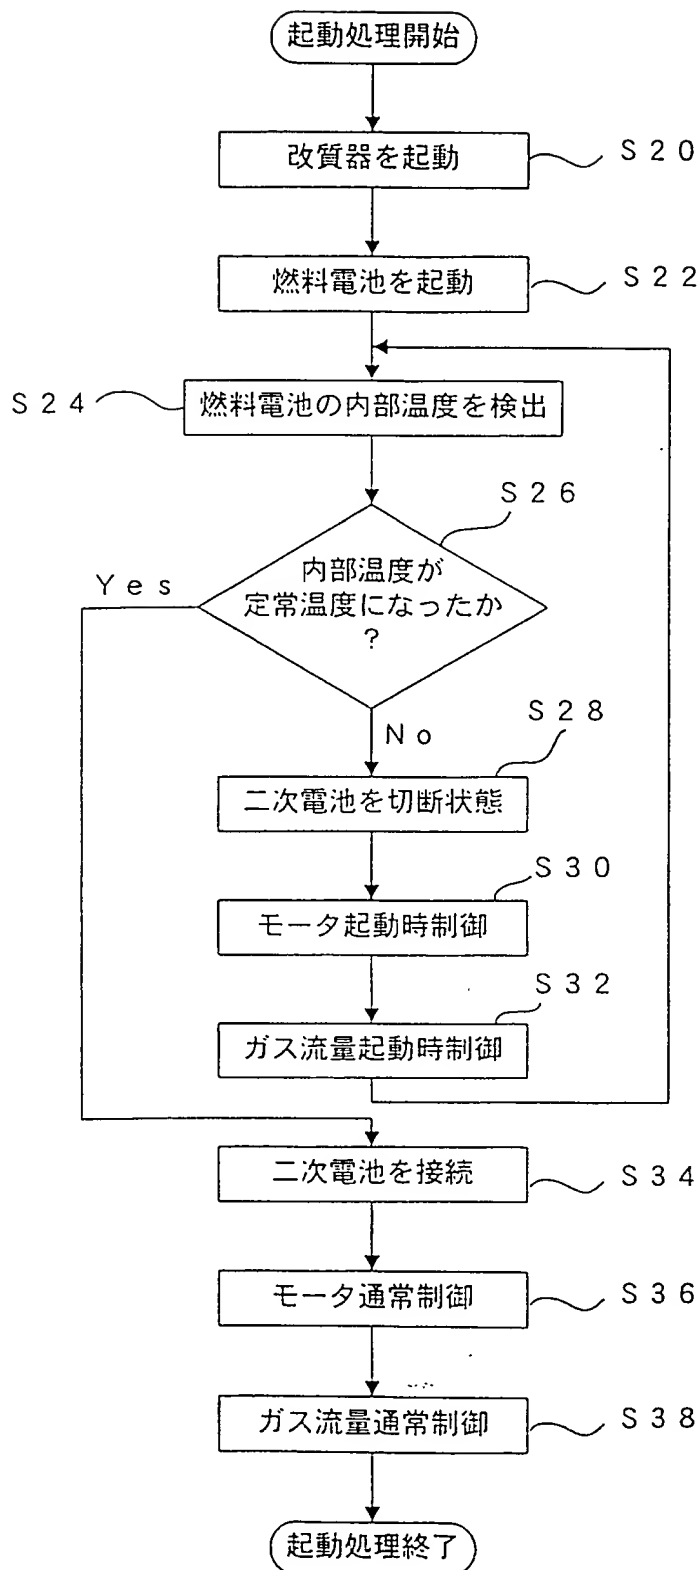 起動処理開始
改質器を起動
S20
燃料電池を起動
S22
S24
燃料電池の内部温度を検出
S26
Yes
内部温度が
定常温度になったか
?
No
S28
二次電池を切断状態
S30
モータ起動時制御
S32
ガス流量起動時制御
二次電池を接続
S34
モータ通常制御
S36
ガス流量通常制御
S38
起動処理終了